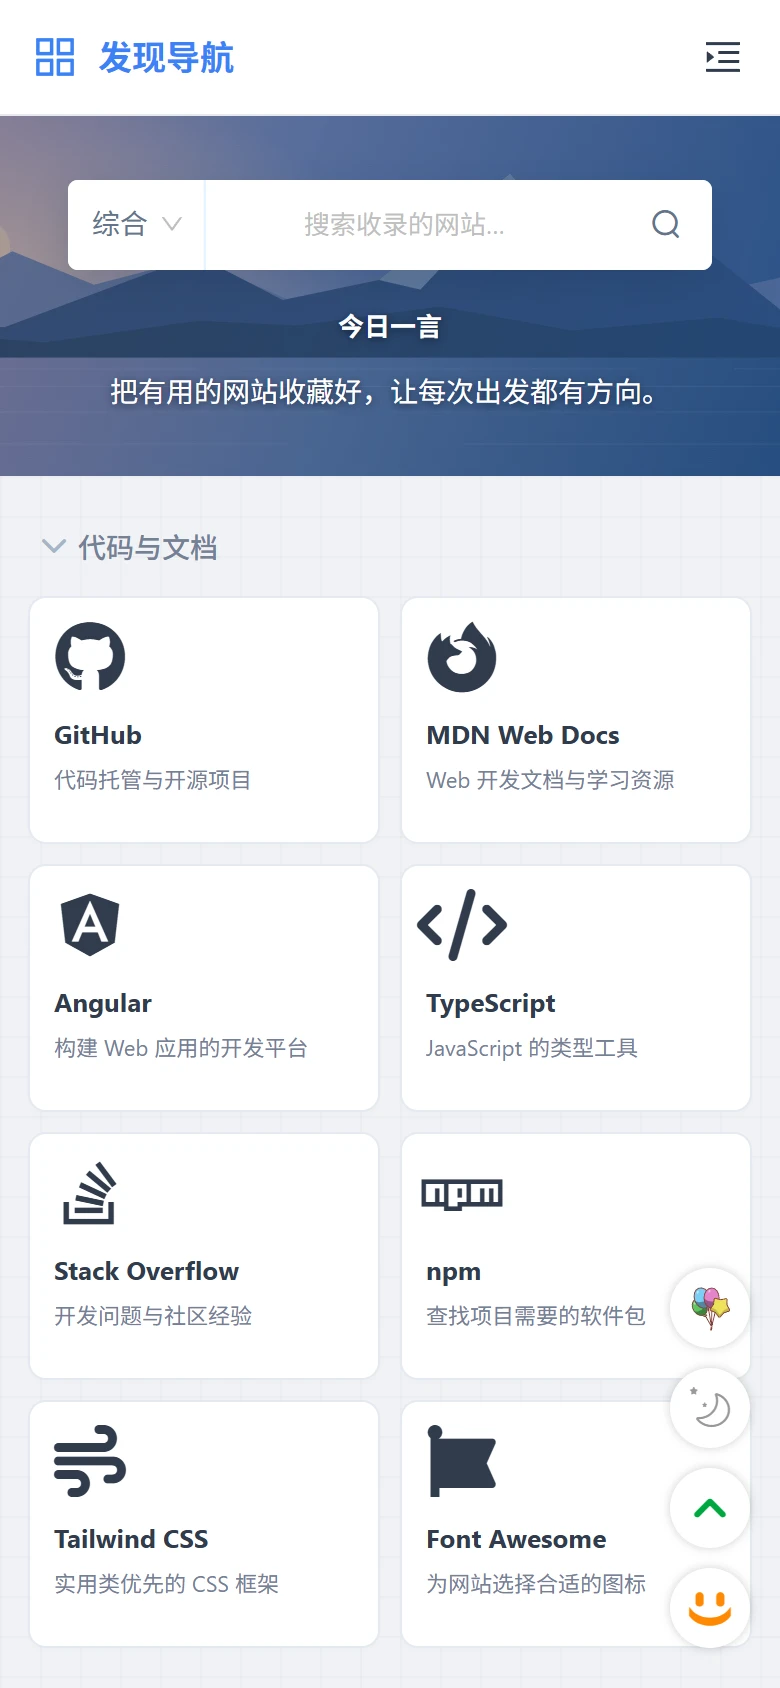 发现导航
综合
搜索收录的网站...
今日一言
把有用的网站收藏好，让每次出发都有方向。
代码与文档
GitHub
代码托管与开源项目
MDN Web Docs
Web 开发文档与学习资源
Angular
构建 Web 应用的开发平台
TypeScript
JavaScript 的类型工具
Stack Overflow
开发问题与社区经验
npm
npm
查找项目需要的软件包
Tailwind CSS
实用类优先的 CSS 框架
Font Awesome
为网站选择合适的图标